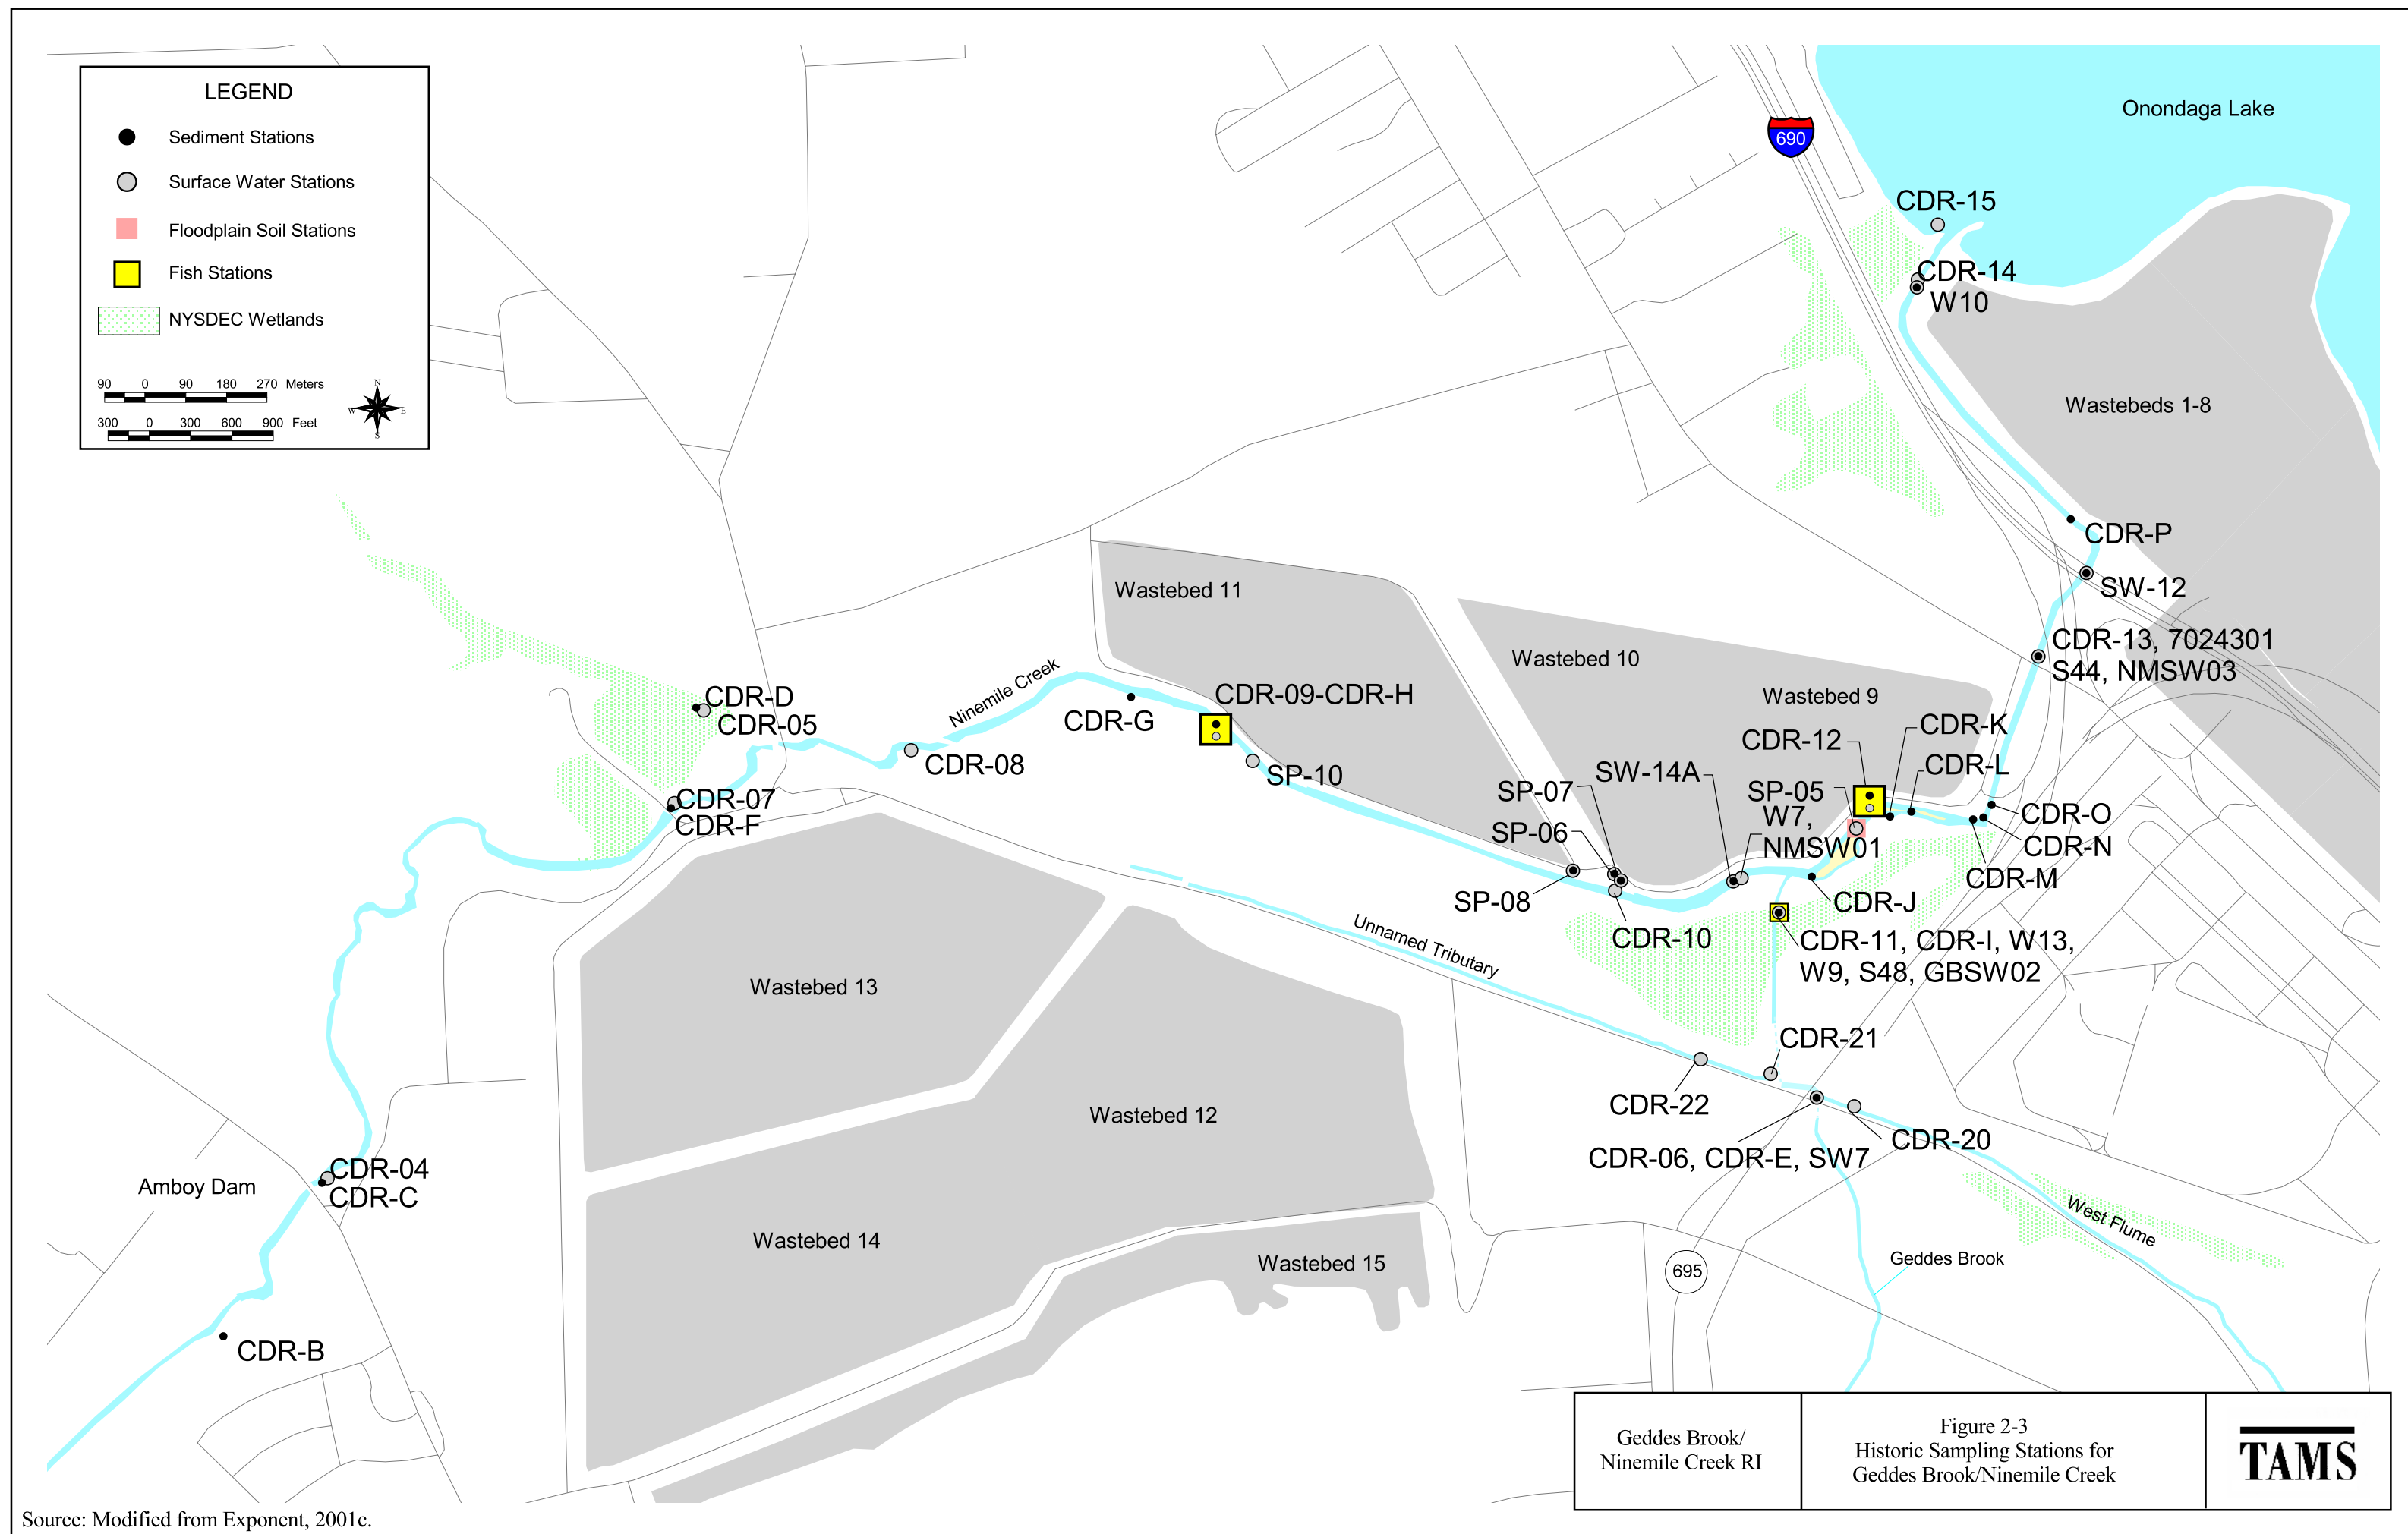 LEGEND
Sediment Stations
Surface Water Stations
Floodplain Soil Stations
Fish Stations
NYSDEC Wetlands
90 0 90 180 270 Meters
300 0 300 600 900 Feet
N
W E
S
690
Onondaga Lake
CDR-15
CDR-14
W10
Wastebeds 1-8
CDR-P
SW-12
CDR-13, 7024301
S44, NMSW03
Wastebed 11
Wastebed 10
Wastebed 9
Ninemile Creek
CDR-D
CDR-05
CDR-G
CDR-09-CDR-H
CDR-08
SP-10
CDR-07
CDR-F
CDR-12
CDR-K
CDR-L
SW-14A
SP-07
SP-05
SP-06
W7,
NMSW01
CDR-O
CDR-N
CDR-M
SP-08
CDR-J
CDR-10
CDR-11, CDR-I, W13,
W9, S48, GBSW02
Unnamed Tributary
Wastebed 13
CDR-21
CDR-22
Wastebed 12
CDR-20
CDR-06, CDR-E, SW7
CDR-04
CDR-C
Amboy Dam
West Flume
Wastebed 14
Wastebed 15
Geddes Brook
695
CDR-B
Geddes Brook/
Ninemile Creek RI
Figure 2-3
Historic Sampling Stations for
Geddes Brook/Ninemile Creek
TAMS
Source: Modified from Exponent, 2001c.